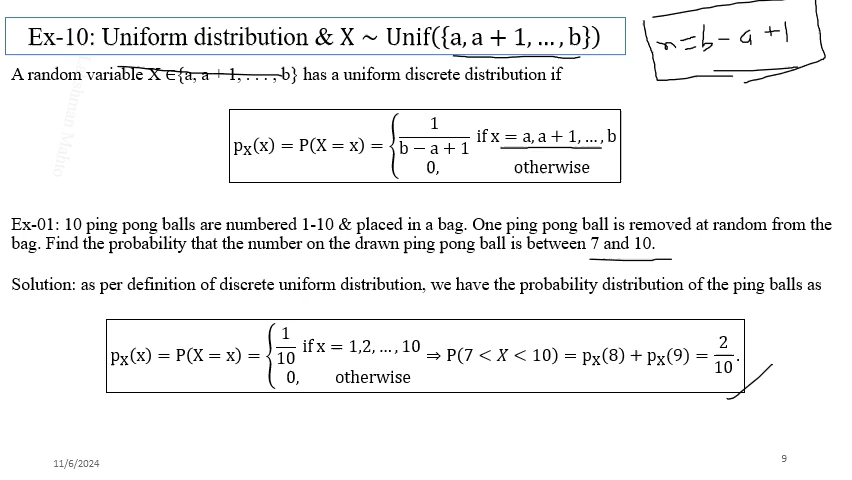 Ex-10: Uniform distribution & X ~ Unif({a, a + 1, ..., b})
n=b-a+1
A random variable X ∈{a, a + 1, . . . , b} has a uniform discrete distribution if
pX(x) = P(X = x) = { 1/(b − a + 1) if x = a, a + 1, ..., b
0, otherwise
Ex-01: 10 ping pong balls are numbered 1-10 & placed in a bag. One ping pong ball is removed at random from the
bag. Find the probability that the number on the drawn ping pong ball is between 7 and 10.
Solution: as per definition of discrete uniform distribution, we have the probability distribution of the ping balls as
pX(x) = P(X = x) = { 1/10 if x = 1,2, ..., 10 ⇒ P(7 < X < 10) = pX(8) + pX(9) = 2/10.
0, otherwise
11/6/2024
9